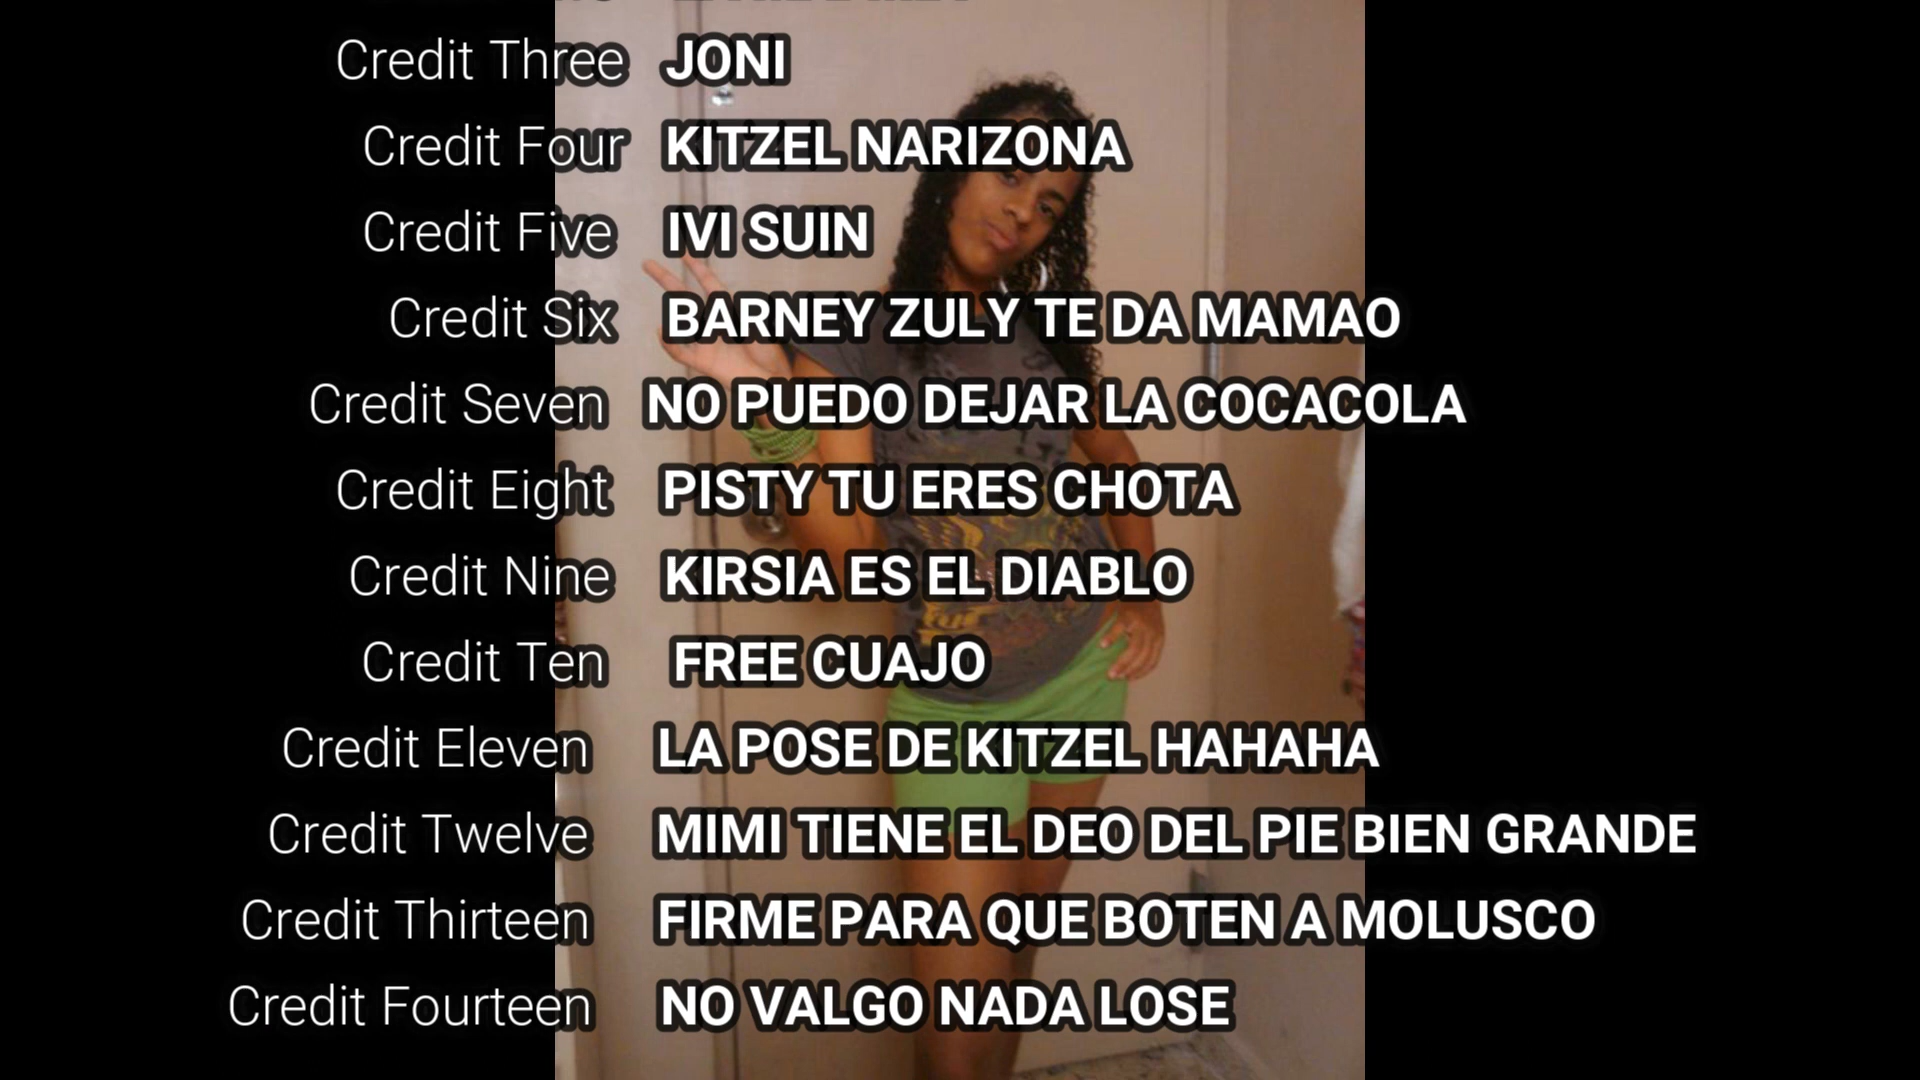 Credit Three JONI
Credit Four KITZEL NARIZONA
Credit Five IVI SUIN
Credit Six BARNEY ZULY TE DA MAMAO
Credit Seven NO PUEDO DEJAR LA COCACOLA
Credit Eight PISTY TU ERES CHOTA
Credit Nine KIRSIA ES EL DIABLO
Credit Ten FREE CUAJO
Credit Eleven LA POSE DE KITZEL HAHAHA
Credit Twelve MIMI TIENE EL DEO DEL PIE BIEN GRANDE
Credit Thirteen FIRME PARA QUE BOTEN A MOLUSCO
Credit Fourteen NO VALGO NADA LOSE